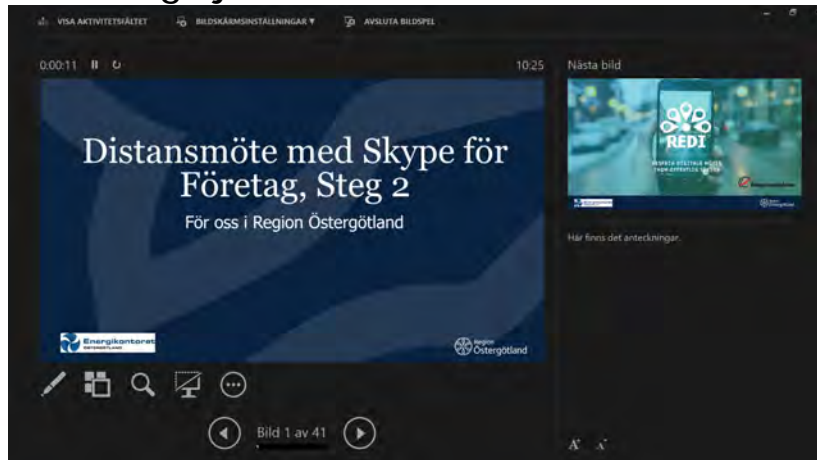 VISA AKTIVITETSFÄLTET
BILDSKÄRMSINSTÄLLNINGAR ▼
AVSLUTA BILDSPEL
0:00:11
10:25
Nästa bild
Distansmöte med Skype för
Företag, Steg 2
För oss i Region Östergötland
Energikontoret
ÖSTERGÖTLAND
Region
Östergötland
REDI
Här finns det anteckningar.
Bild 1 av 41
A A